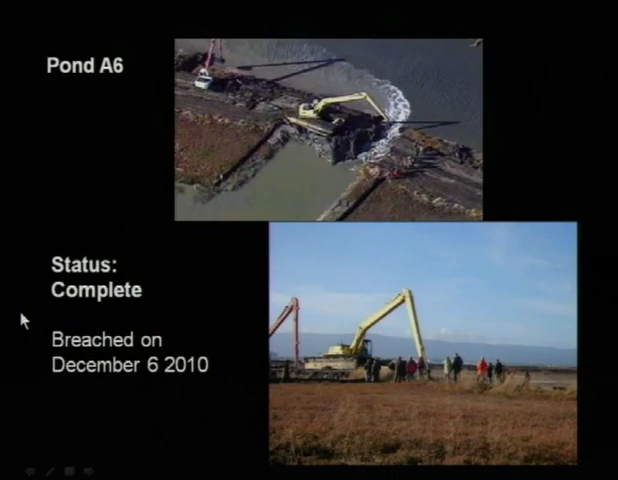 Pond A6
Status:
Complete
Breached on
December 6 2010